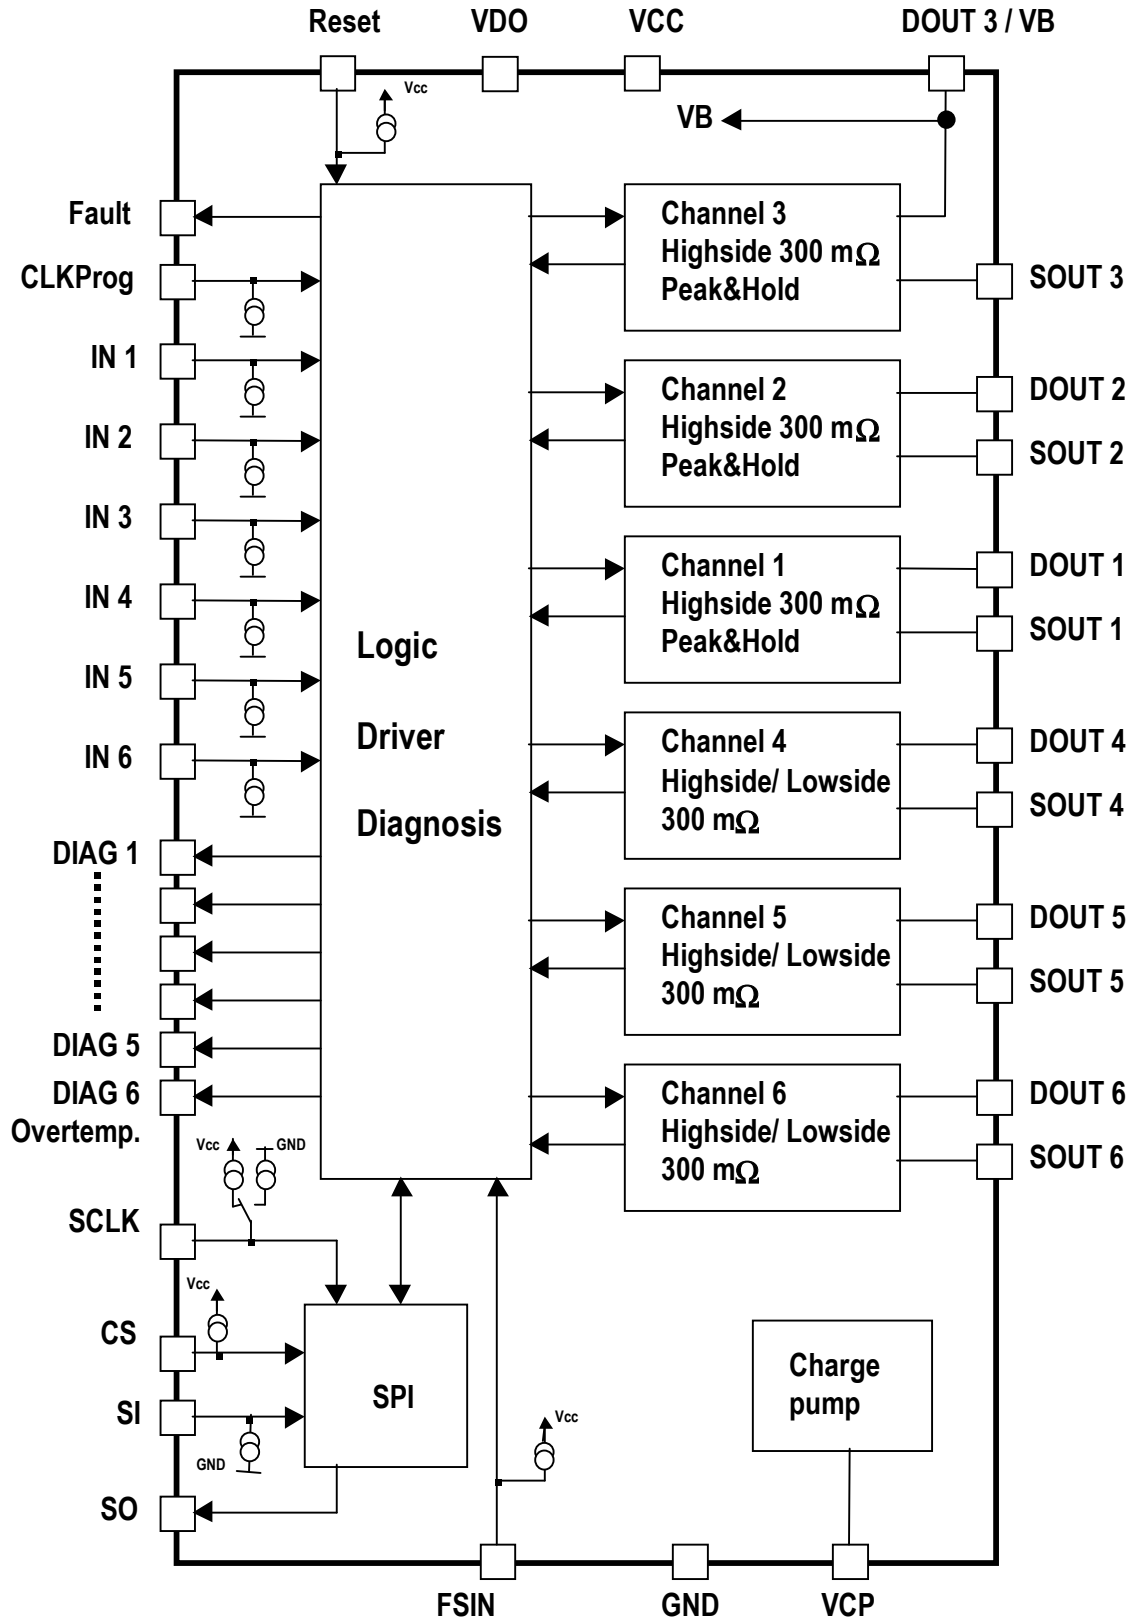 Reset
VDO
VCC
DOUT 3 / VB
Vcc
VB
Fault
CLKProg
IN 1
IN 2
IN 3
IN 4
IN 5
IN 6
DIAG 1
DIAG 5
DIAG 6
Overtemp.
Logic
Driver
Diagnosis
Channel 3
Highside 300 mΩ
Peak&Hold
Channel 2
Highside 300 mΩ
Peak&Hold
Channel 1
Highside 300 mΩ
Peak&Hold
Channel 4
Highside/ Lowside
300 mΩ
Channel 5
Highside/ Lowside
300 mΩ
Channel 6
Highside/ Lowside
300 mΩ
SOUT 3
DOUT 2
SOUT 2
DOUT 1
SOUT 1
DOUT 4
SOUT 4
DOUT 5
SOUT 5
DOUT 6
SOUT 6
Vcc
GND
SCLK
Vcc
CS
SI
GND
SO
SPI
Vcc
Charge
pump
FSIN
GND
VCP